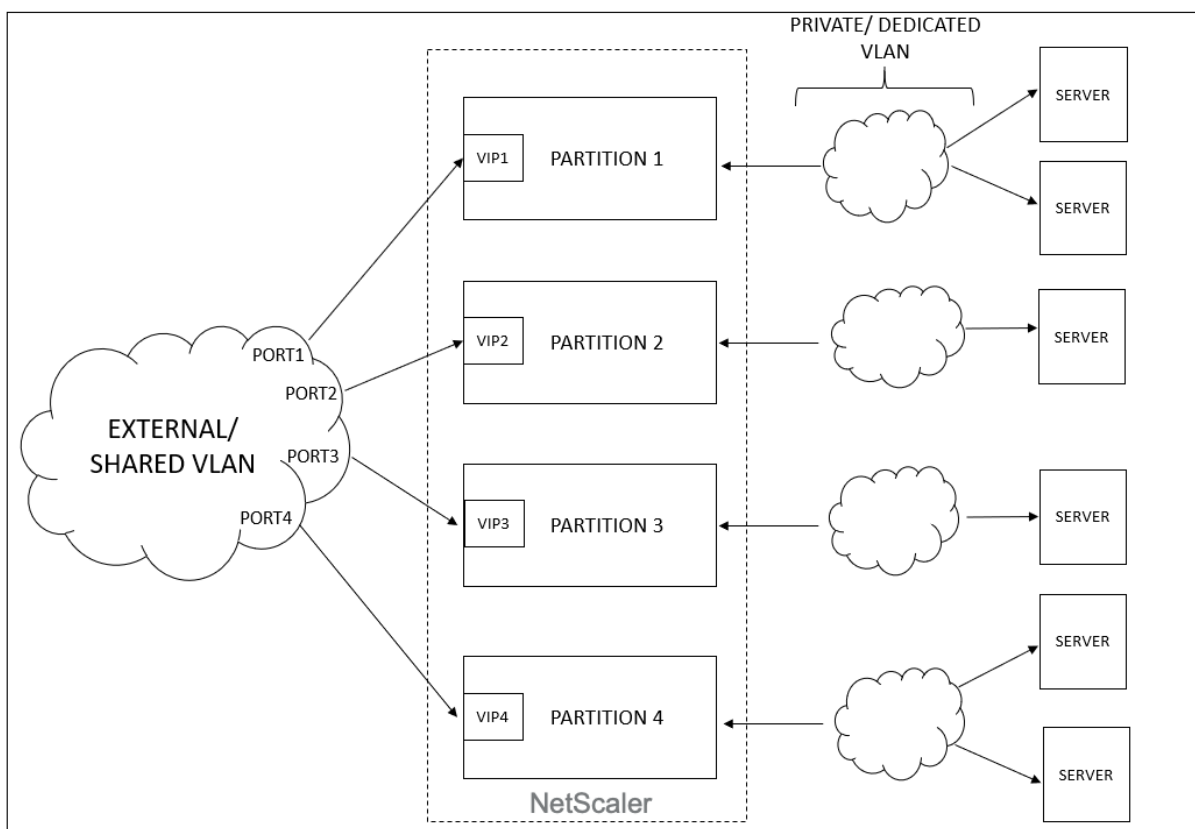 PRIVATE/ DEDICATED
VLAN
SERVER
VIP1
PARTITION 1
SERVER
VIP2
PARTITION 2
SERVER
PORT1
PORT2
EXTERNAL/
SHARED VLAN
PORT3
PORT4
VIP3
PARTITION 3
SERVER
SERVER
VIP4
PARTITION 4
SERVER
NetScaler